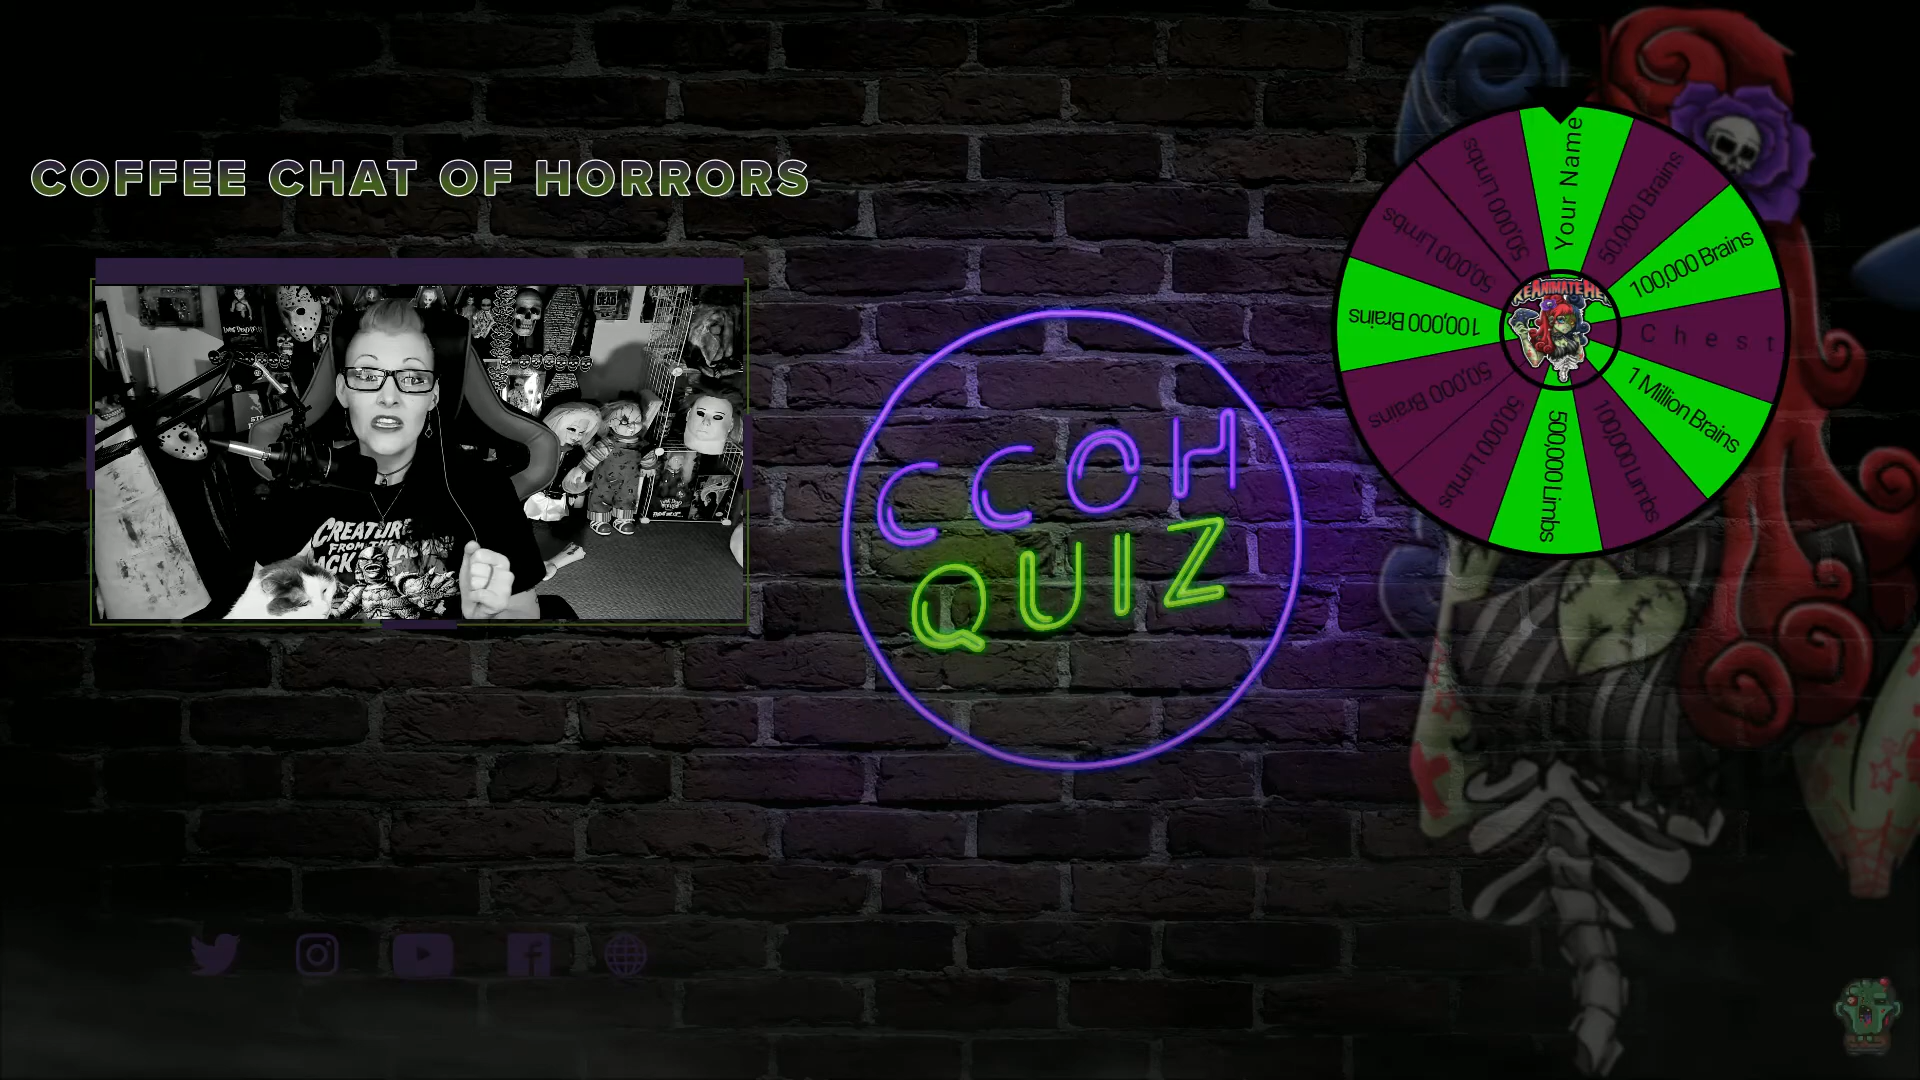 COFFEE CHAT OF HORRORS
CREATURE
FROM THE
CCOH
QUIZ
Your Name
50,000 Brains
100,000 Brains
Chest
1 Million Brains
100,000 Limbs
500,000 Limbs
50,000 Limbs
50,000 Brains
100,000 Brains
50,000 Limbs
50,000 Limbs